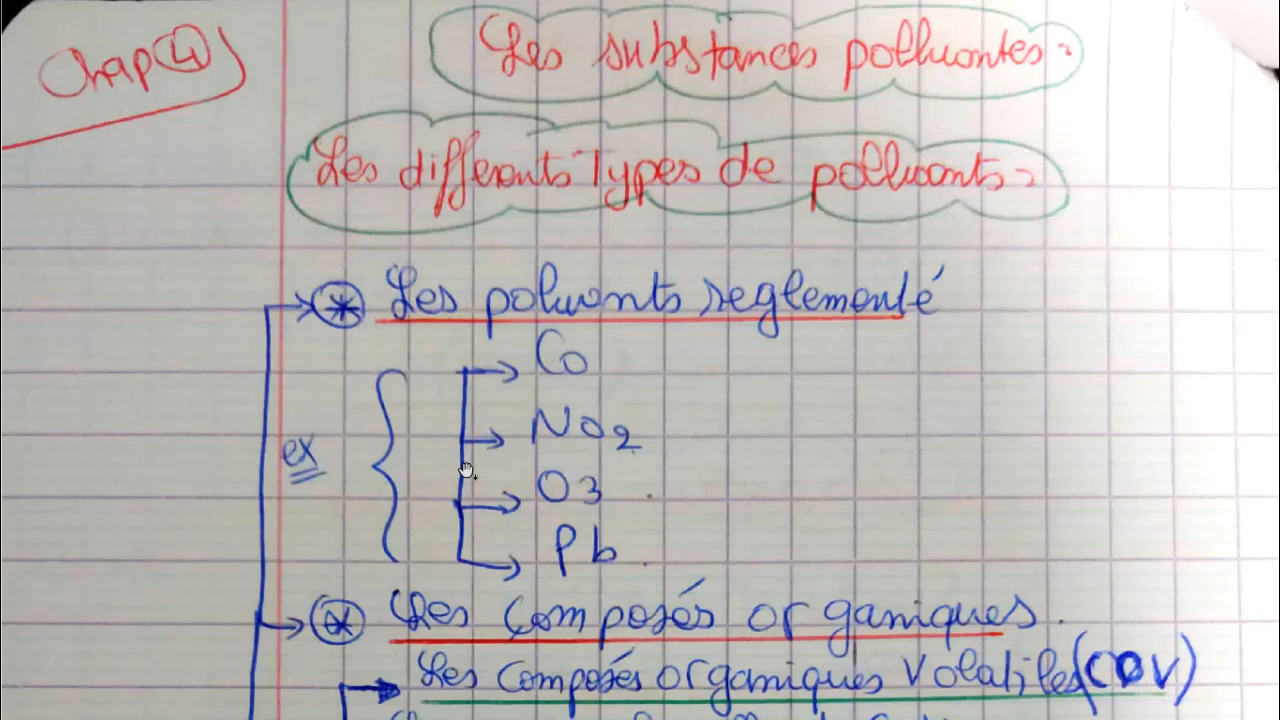 Chap 4
Les substances polluantes:
Les differents Types de polluants:
Les poluants reglementé
ex
Co
NO2
O3
Pb
Les composés organiques.
Les composés organiques volatiles (COV)